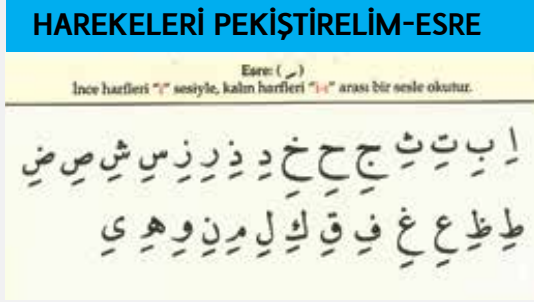 HAREKELERİ PEKİŞTİRELİM-ESRE
Esre: ( ـِ )
İnce harfleri "i" sesiyle, kalın harfleri "i-ı" arası bir sesle okutur.
اِ بِ تِ ثِ جِ حِ خِ دِ ذِ رِ زِ سِ شِ صِ ضِ
طِ ظِ عِ غِ فِ قِ كِ لِ مِ نِ وِ هِ يِ